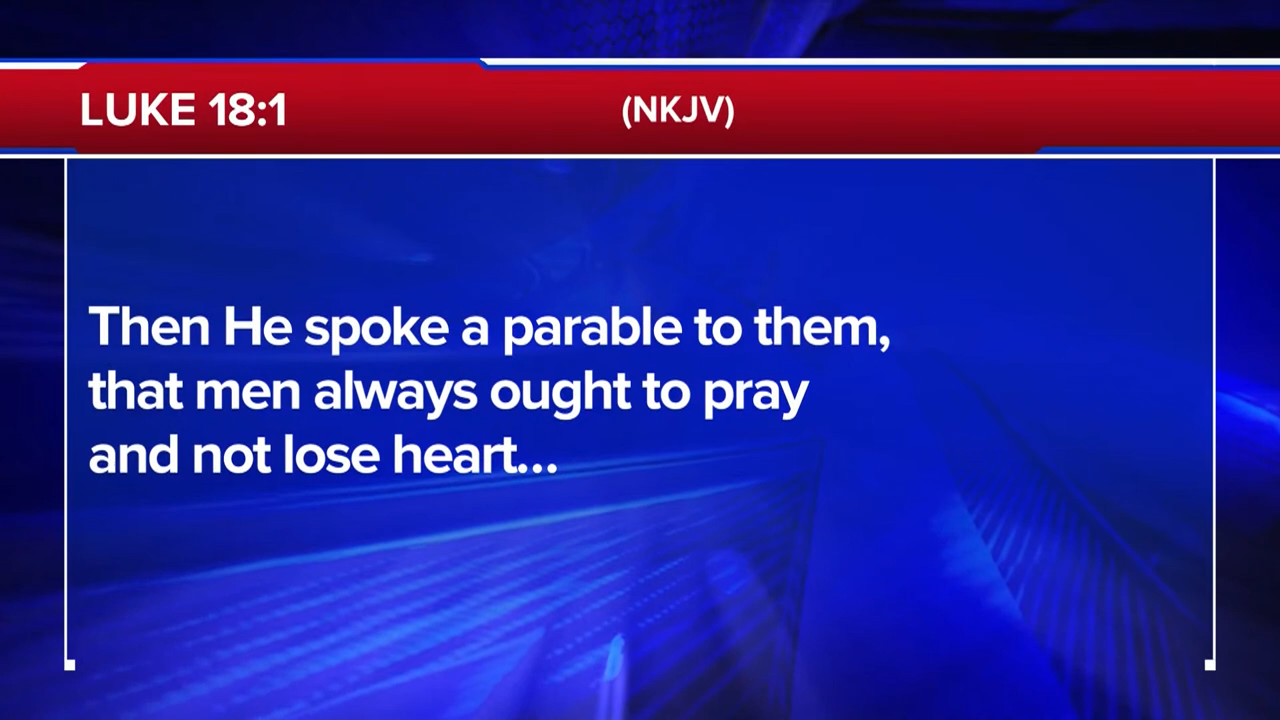 LUKE 18:1 (NKJV)
Then He spoke a parable to them,
that men always ought to pray
and not lose heart...